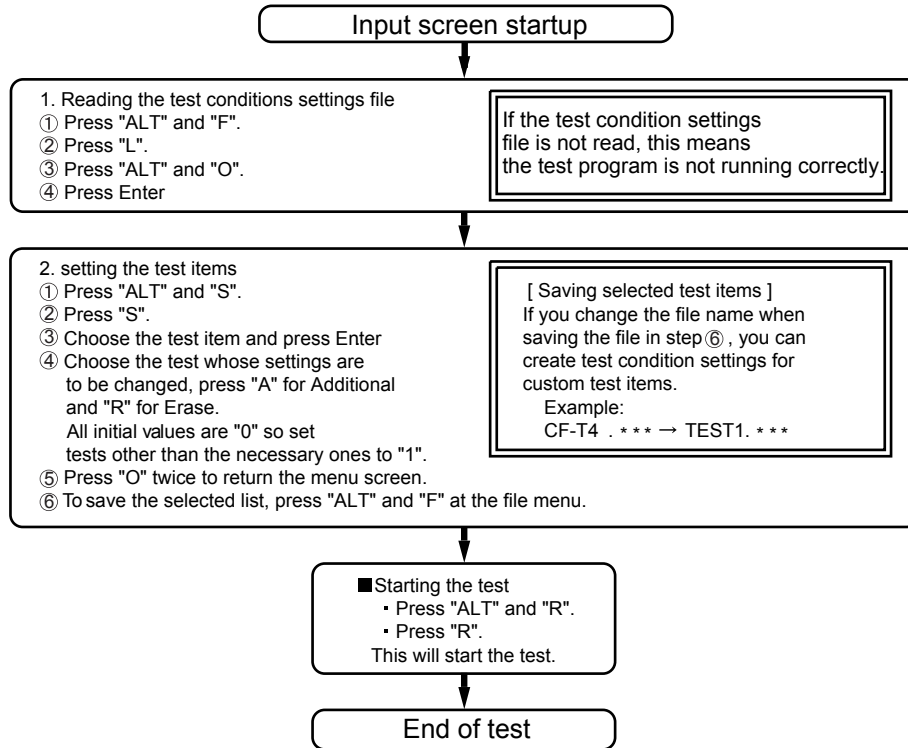 Input screen startup
1. Reading the test conditions settings file
① Press "ALT" and "F".
② Press "L".
③ Press "ALT" and "O".
④ Press Enter
If the test condition settings
file is not read, this means
the test program is not running correctly.
2. setting the test items
① Press "ALT" and "S".
② Press "S".
③ Choose the test item and press Enter
④ Choose the test whose settings are
to be changed, press "A" for Additional
and "R" for Erase.
All initial values are "0" so set
tests other than the necessary ones to "1".
⑤ Press "O" twice to return the menu screen.
⑥ To save the selected list, press "ALT" and "F" at the file menu.
[ Saving selected test items ]
If you change the file name when
saving the file in step ⑥ , you can
create test condition settings for
custom test items.
Example:
CF-T4 . *** → TEST1. ***
■Starting the test
・Press "ALT" and "R".
・Press "R".
This will start the test.
End of test